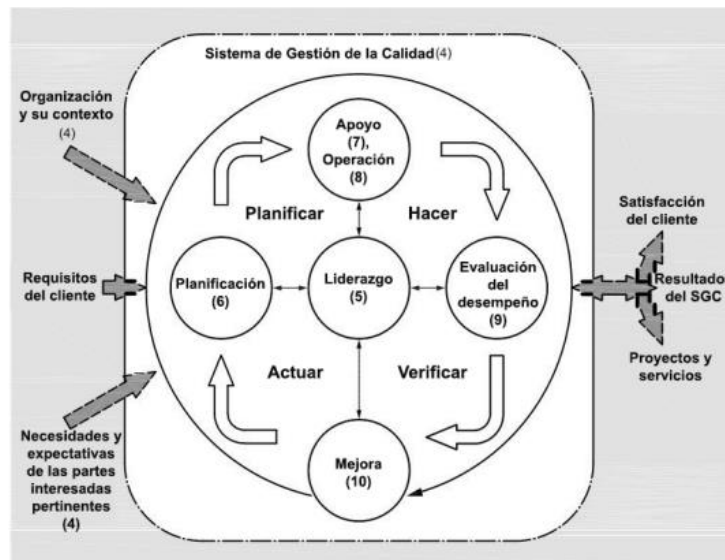 Sistema de Gestión de la Calidad(4)
Organización
y su contexto
(4)
Apoyo
(7),
Operación
(8)
Planificar
Hacer
Satisfacción
del cliente
Requisitos
del cliente
Planificación
(6)
Liderazgo
(5)
Evaluación
del
desempeño
(9)
Resultado
del SGC
Actuar
Verificar
Proyectos y
servicios
Necesidades y
expectativas
de las partes
interesadas
pertinentes
(4)
Mejora
(10)